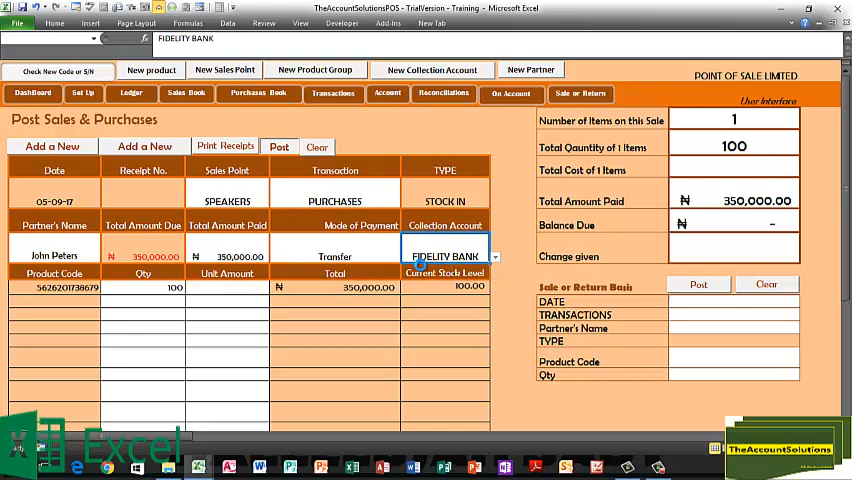 TheAccountSolutionsPOS - TrialVersion - Training - Microsoft Excel
File Home Insert Page Layout Formulas Data Review View Developer Add-Ins New Tab
fx FIDELITY BANK
Check New Code or S/N New product New Sales Point New Product Group New Collection Account New Partner
POINT OF SALE LIMITED
DashBoard Set Up Ledger Sales Book Purchases Book Transactions Account Reconciliations On Account Sale or Return
User Interface
Post Sales & Purchases
Add a New Add a New Print Receipts Post Clear
Date Receipt No. Sales Point Transaction TYPE
05-09-17 SPEAKERS PURCHASES STOCK IN
Partner's Name Total Amount Due Total Amount Paid Mode of Payment Collection Account
John Peters ₦ 350,000.00 ₦ 350,000.00 Transfer FIDELITY BANK
Product Code Qty Unit Amount Total Current Stock Level
5626201738679 100 ₦ 350,000.00 100.00
Number of Items on this Sale 1
Total Qauntity of 1 Items 100
Total Cost of 1 Items
Total Amount Paid ₦ 350,000.00
Balance Due ₦ -
Change given
Sale or Return Basis Post Clear
DATE
TRANSACTIONS
Partner's Name
TYPE
Product Code
Qty
Excel
TheAccountSolutions